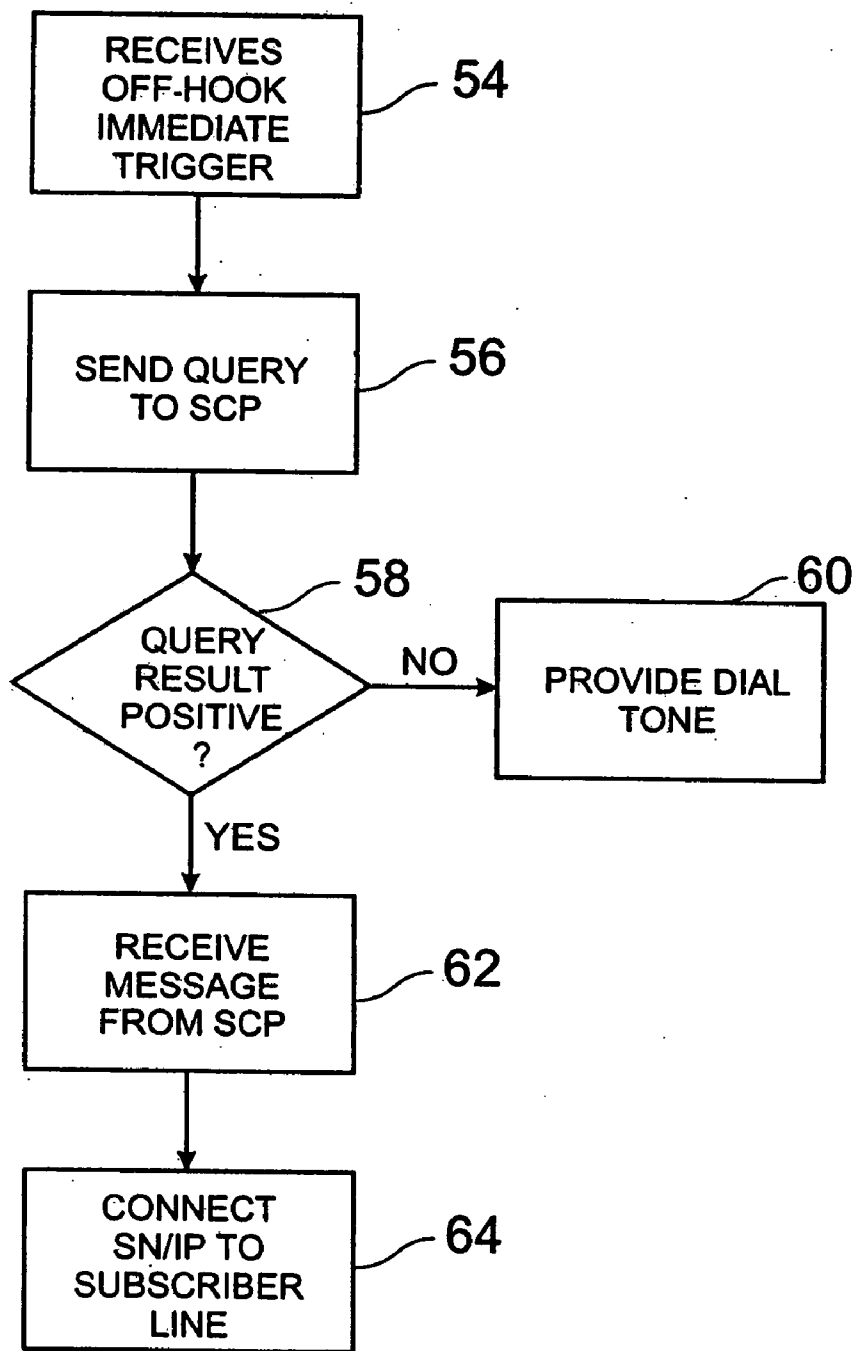 RECEIVES
OFF-HOOK
IMMEDIATE
TRIGGER
54
SEND QUERY
TO SCP
56
58
QUERY
RESULT
POSITIVE
?
NO
60
PROVIDE DIAL
TONE
YES
RECEIVE
MESSAGE
FROM SCP
62
CONNECT
SN/IP TO
SUBSCRIBER
LINE
64